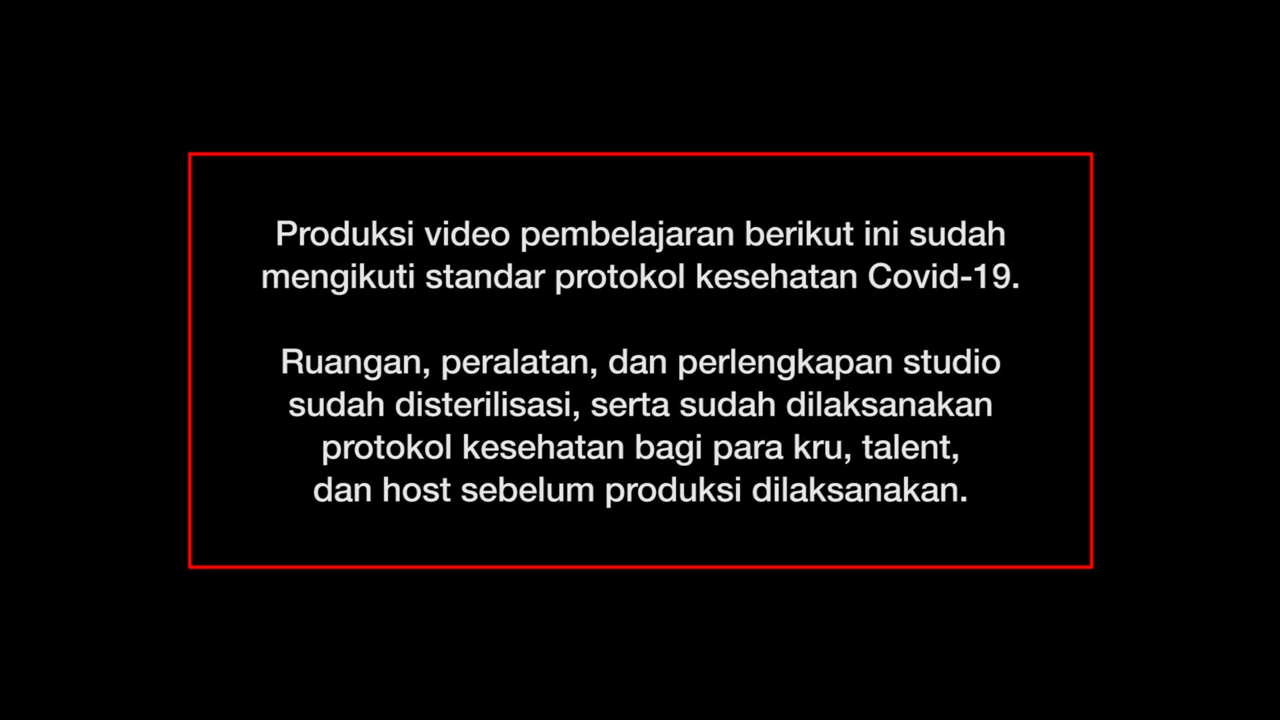 Produksi video pembelajaran berikut ini sudah
mengikuti standar protokol kesehatan Covid-19.
Ruangan, peralatan, dan perlengkapan studio
sudah disterilisasi, serta sudah dilaksanakan
protokol kesehatan bagi para kru, talent,
dan host sebelum produksi dilaksanakan.